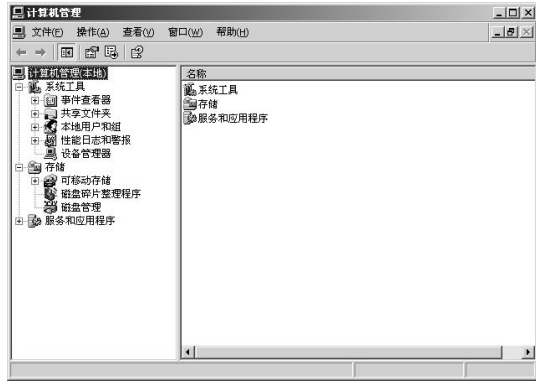 计算机管理
文件(F) 操作(A) 查看(V) 窗口(W) 帮助(H)
计算机管理(本地)
系统工具
事件查看器
共享文件夹
本地用户和组
性能日志和警报
设备管理器
存储
可移动存储
磁盘碎片整理程序
磁盘管理
服务和应用程序
名称
系统工具
存储
服务和应用程序